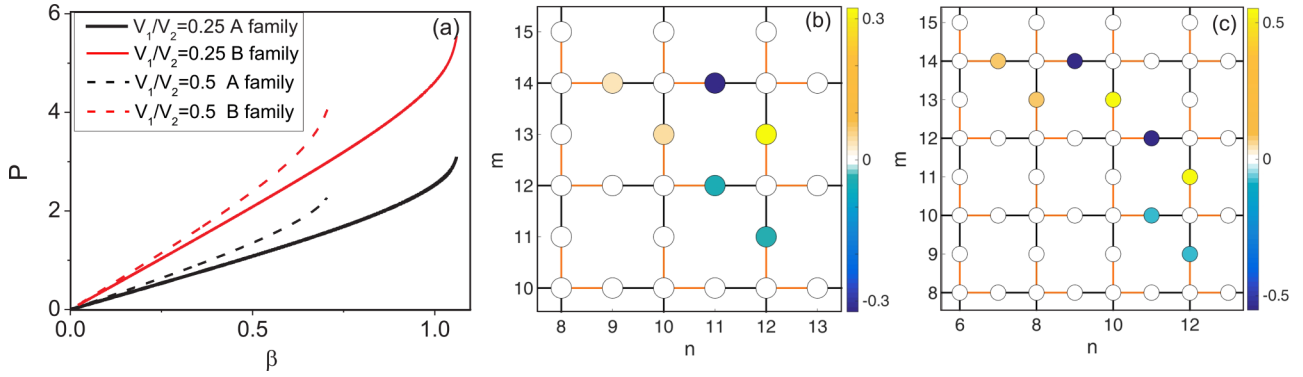 (a)
V₁/V₂=0.25 A family
V₁/V₂=0.25 B family
V₁/V₂=0.5 A family
V₁/V₂=0.5 B family
6
4
2
0
P
0.0
0.5
1.0
β
(b)
15
14
13
12
11
10
m
8
9
10
11
12
13
n
0.3
0
-0.3
(c)
15
14
13
12
11
10
9
8
m
6
8
10
12
n
0.5
0
-0.5